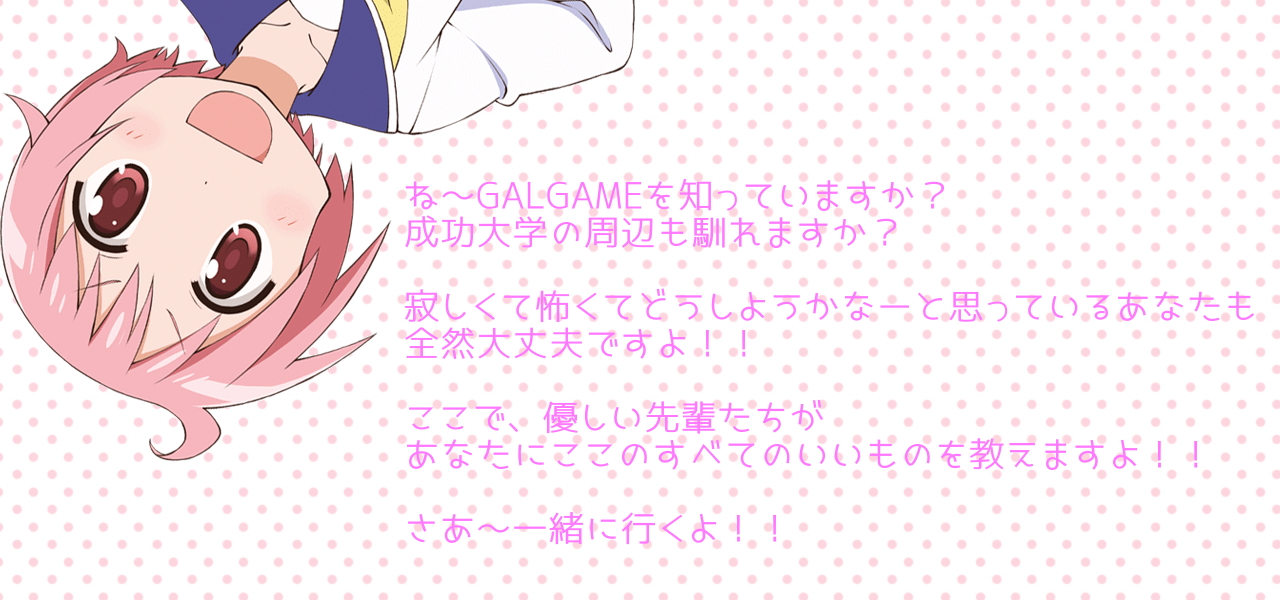 ね～GALGAMEを知っていますか？
成功大学の周辺も馴れますか？
寂しくて怖くてどうしようかなーと思っているあなたも
全然大丈夫ですよ！！
ここで、優しい先輩たちが
あなたにここのすべてのいいものを教えますよ！！
さあ～一緒に行くよ！！